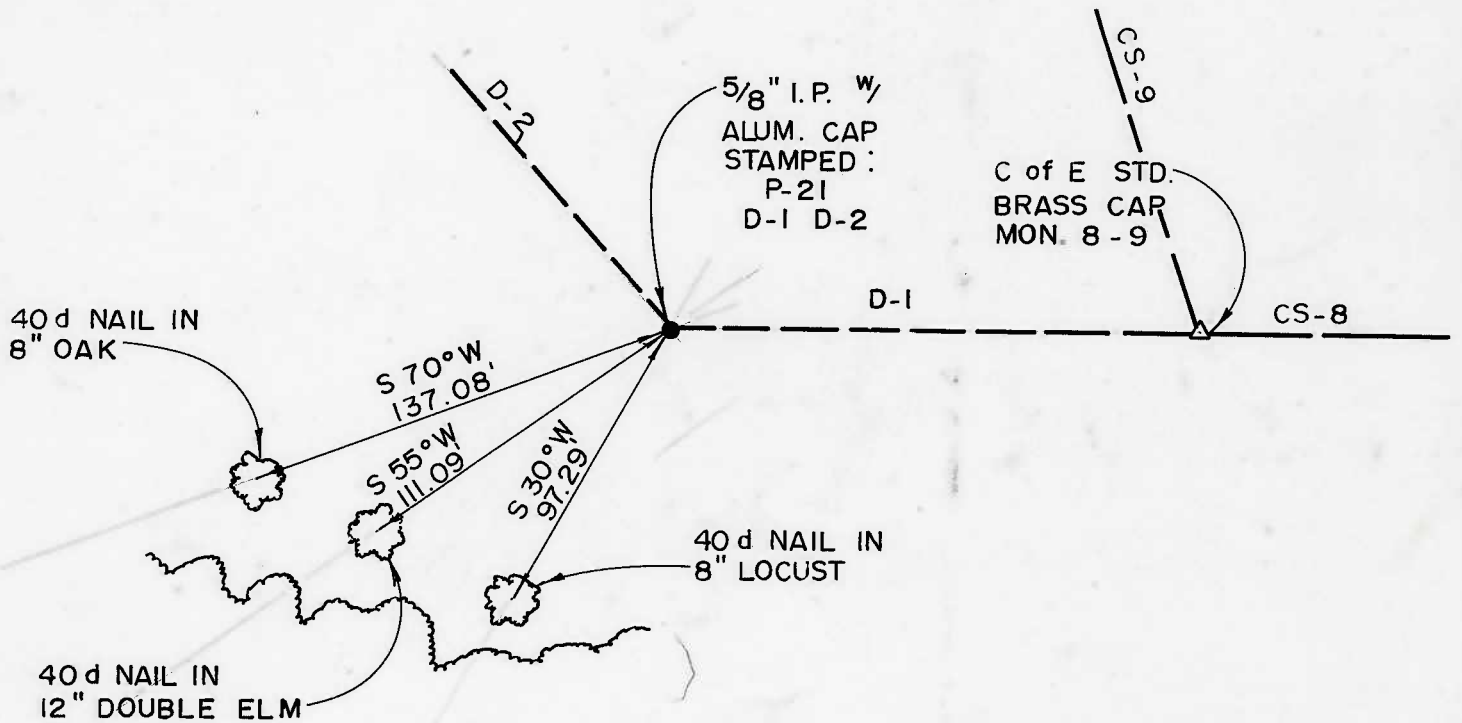 D-2
5/8" I.P. W/
ALUM. CAP
STAMPED :
P-21
D-1 D-2
CS-9
C of E STD.
BRASS CAP
MON. 8-9
D-1
CS-8
40 d NAIL IN
8" OAK
S 70° W
137.08'
S 55° W
111.09'
S 30° W
97.29'
40 d NAIL IN
8" LOCUST
40 d NAIL IN
12" DOUBLE ELM